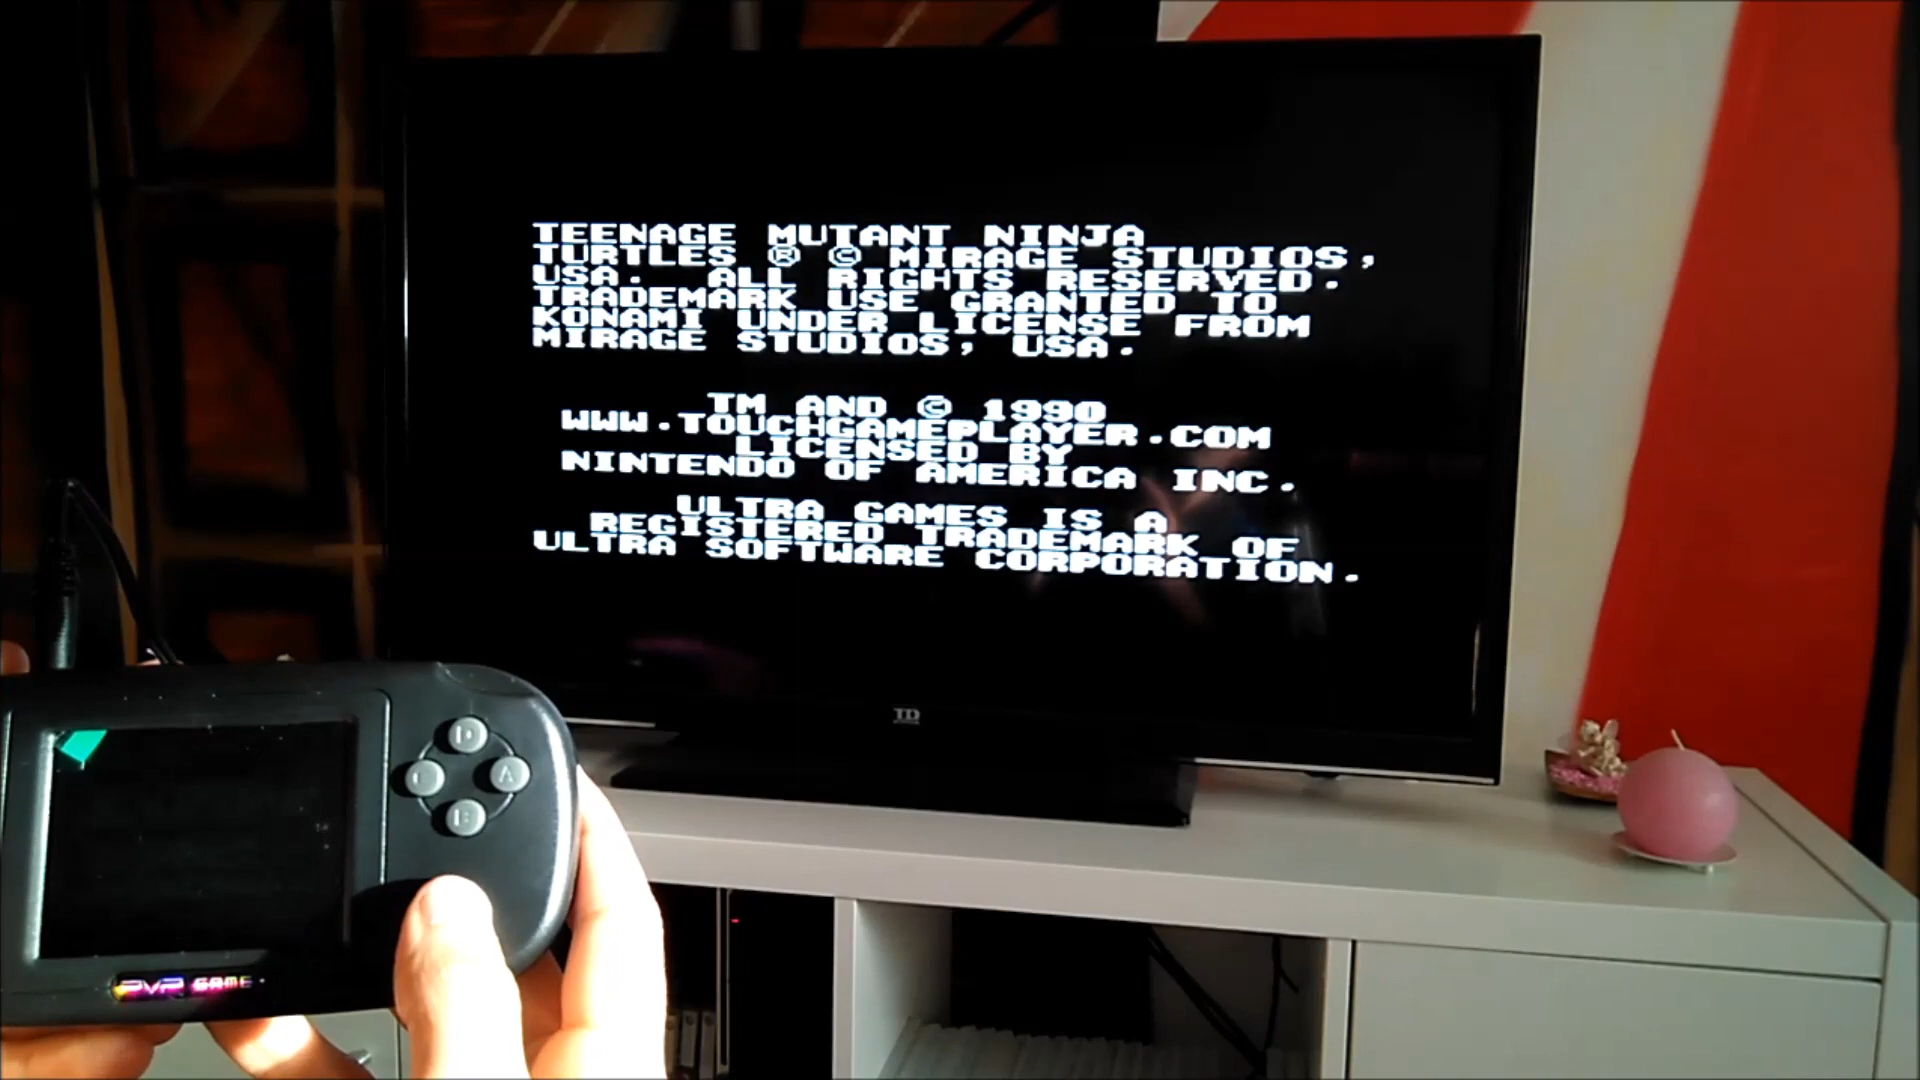 TEENAGE MUTANT NINJA
TURTLES ® © MIRAGE STUDIOS,
USA. ALL RIGHTS RESERVED.
TRADEMARK USE GRANTED TO
KONAMI UNDER LICENSE FROM
MIRAGE STUDIOS, USA.
TM AND © 1990
WWW.TOUCHGAMEPLAYER.COM
LICENSED BY
NINTENDO OF AMERICA INC.
ULTRA GAMES IS A
REGISTERED TRADEMARK OF
ULTRA SOFTWARE CORPORATION.
TD
D
C A
B
PVP GAME